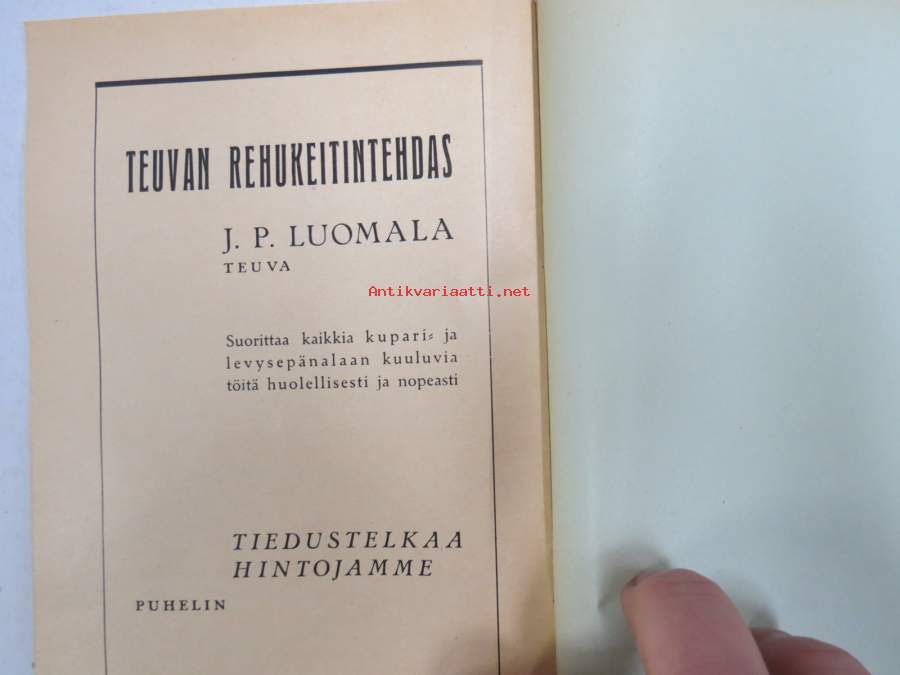 TEUVAN REHUKEITINTEHDAS
J. P. LUOMALA
TEUVA
Antikvariaatti.net
Suorittaa kaikkia kupari- ja
levysepänalaan kuuluvia
töitä huolellisesti ja nopeasti
TIEDUSTELKAA
HINTOJAMME
PUHELIN